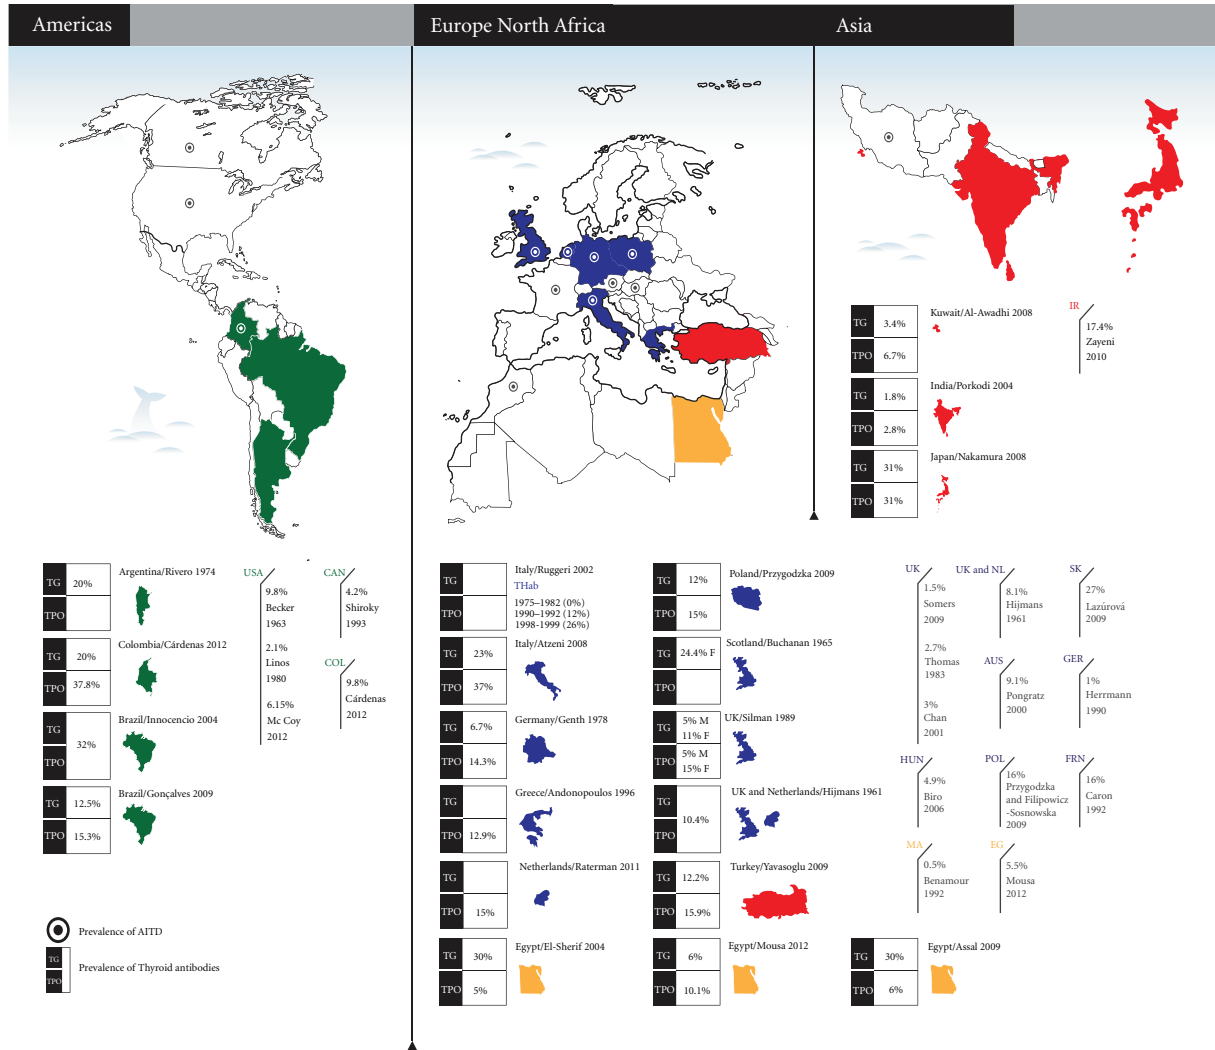 Americas
Europe North Africa
Asia
TG 3.4%
TPO 6.7%
Kuwait/Al-Awadhi 2008
IR
17.4%
Zayeni
2010
TG 1.8%
TPO 2.8%
India/Porkodi 2004
TG 31%
TPO 31%
Japan/Nakamura 2008
TG 20%
TPO
Argentina/Rivero 1974
TG 20%
TPO 37.8%
Colombia/Cárdenas 2012
TG
TPO
32%
Brazil/Innocencio 2004
TG 12.5%
TPO 15.3%
Brazil/Gonçalves 2009
USA
9.8%
Becker
1963
2.1%
Linos
1980
6.15%
Mc Coy
2012
CAN
4.2%
Shiroky
1993
COL
9.8%
Cárdenas
2012
Prevalence of AITD
TG
TPO
Prevalence of Thyroid antibodies
TG
TPO
Italy/Ruggeri 2002
THab
1975–1982 (0%)
1990–1992 (12%)
1998-1999 (26%)
TG 23%
TPO 37%
Italy/Atzeni 2008
TG 6.7%
TPO 14.3%
Germany/Genth 1978
TG
TPO 12.9%
Greece/Andonopoulos 1996
TG
TPO 15%
Netherlands/Raterman 2011
TG 30%
TPO 5%
Egypt/El-Sherif 2004
TG 12%
TPO 15%
Poland/Przygodzka 2009
TG 24.4% F
TPO
Scotland/Buchanan 1965
TG 5% M
11% F
TPO 5% M
15% F
UK/Silman 1989
TG
TPO
10.4%
UK and Netherlands/Hijmans 1961
TG 12.2%
TPO 15.9%
Turkey/Yavasoglu 2009
TG 6%
TPO 10.1%
Egypt/Mousa 2012
TG 30%
TPO 6%
Egypt/Assal 2009
UK
1.5%
Somers
2009
2.7%
Thomas
1983
3%
Chan
2001
UK and NL
8.1%
Hijmans
1961
SK
27%
Lazúrová
2009
AUS
9.1%
Pongratz
2000
GER
1%
Herrmann
1990
HUN
4.9%
Biro
2006
POL
16%
Przygodzka
and Filipowicz
-Sosnowska
2009
FRN
16%
Caron
1992
MA
0.5%
Benamour
1992
EG
5.5%
Mousa
2012